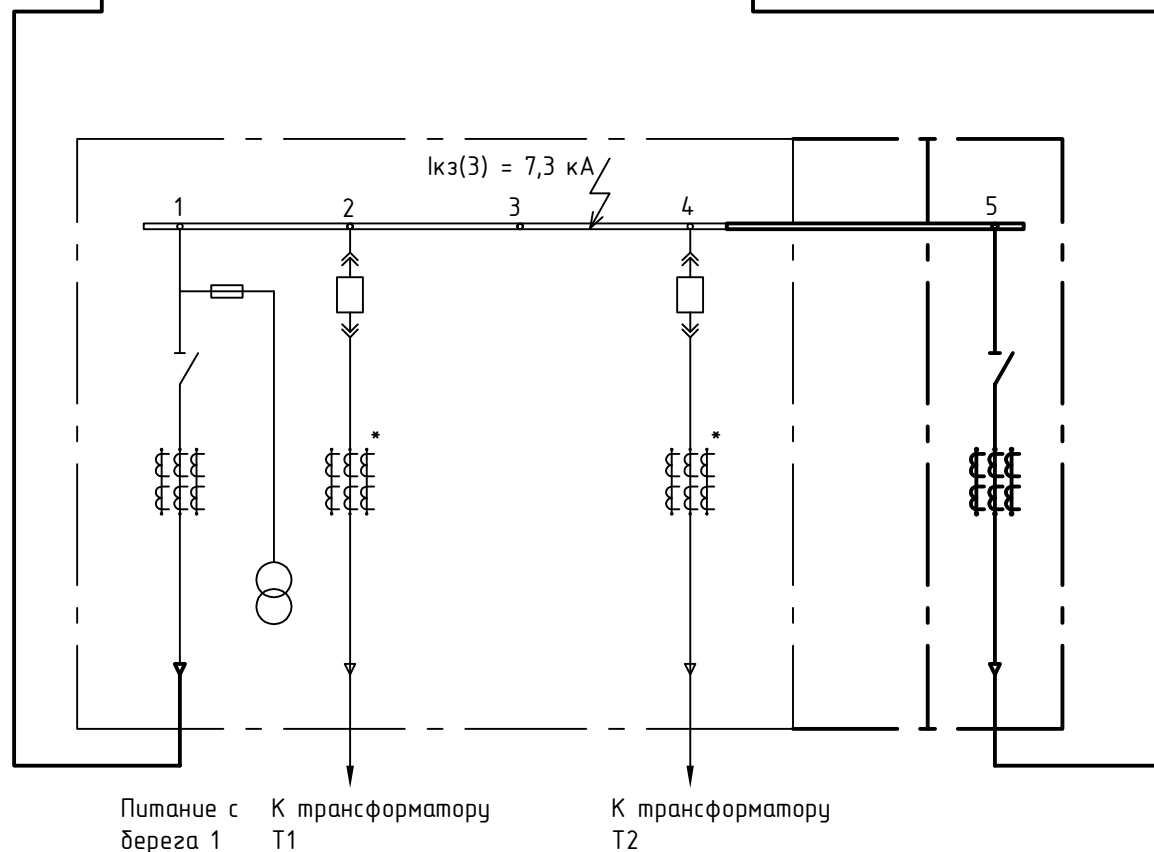 Iкз(3) = 7,3 кА
1 2 3 4 5
* *
Питание с берега 1
К трансформатору Т1
К трансформатору Т2